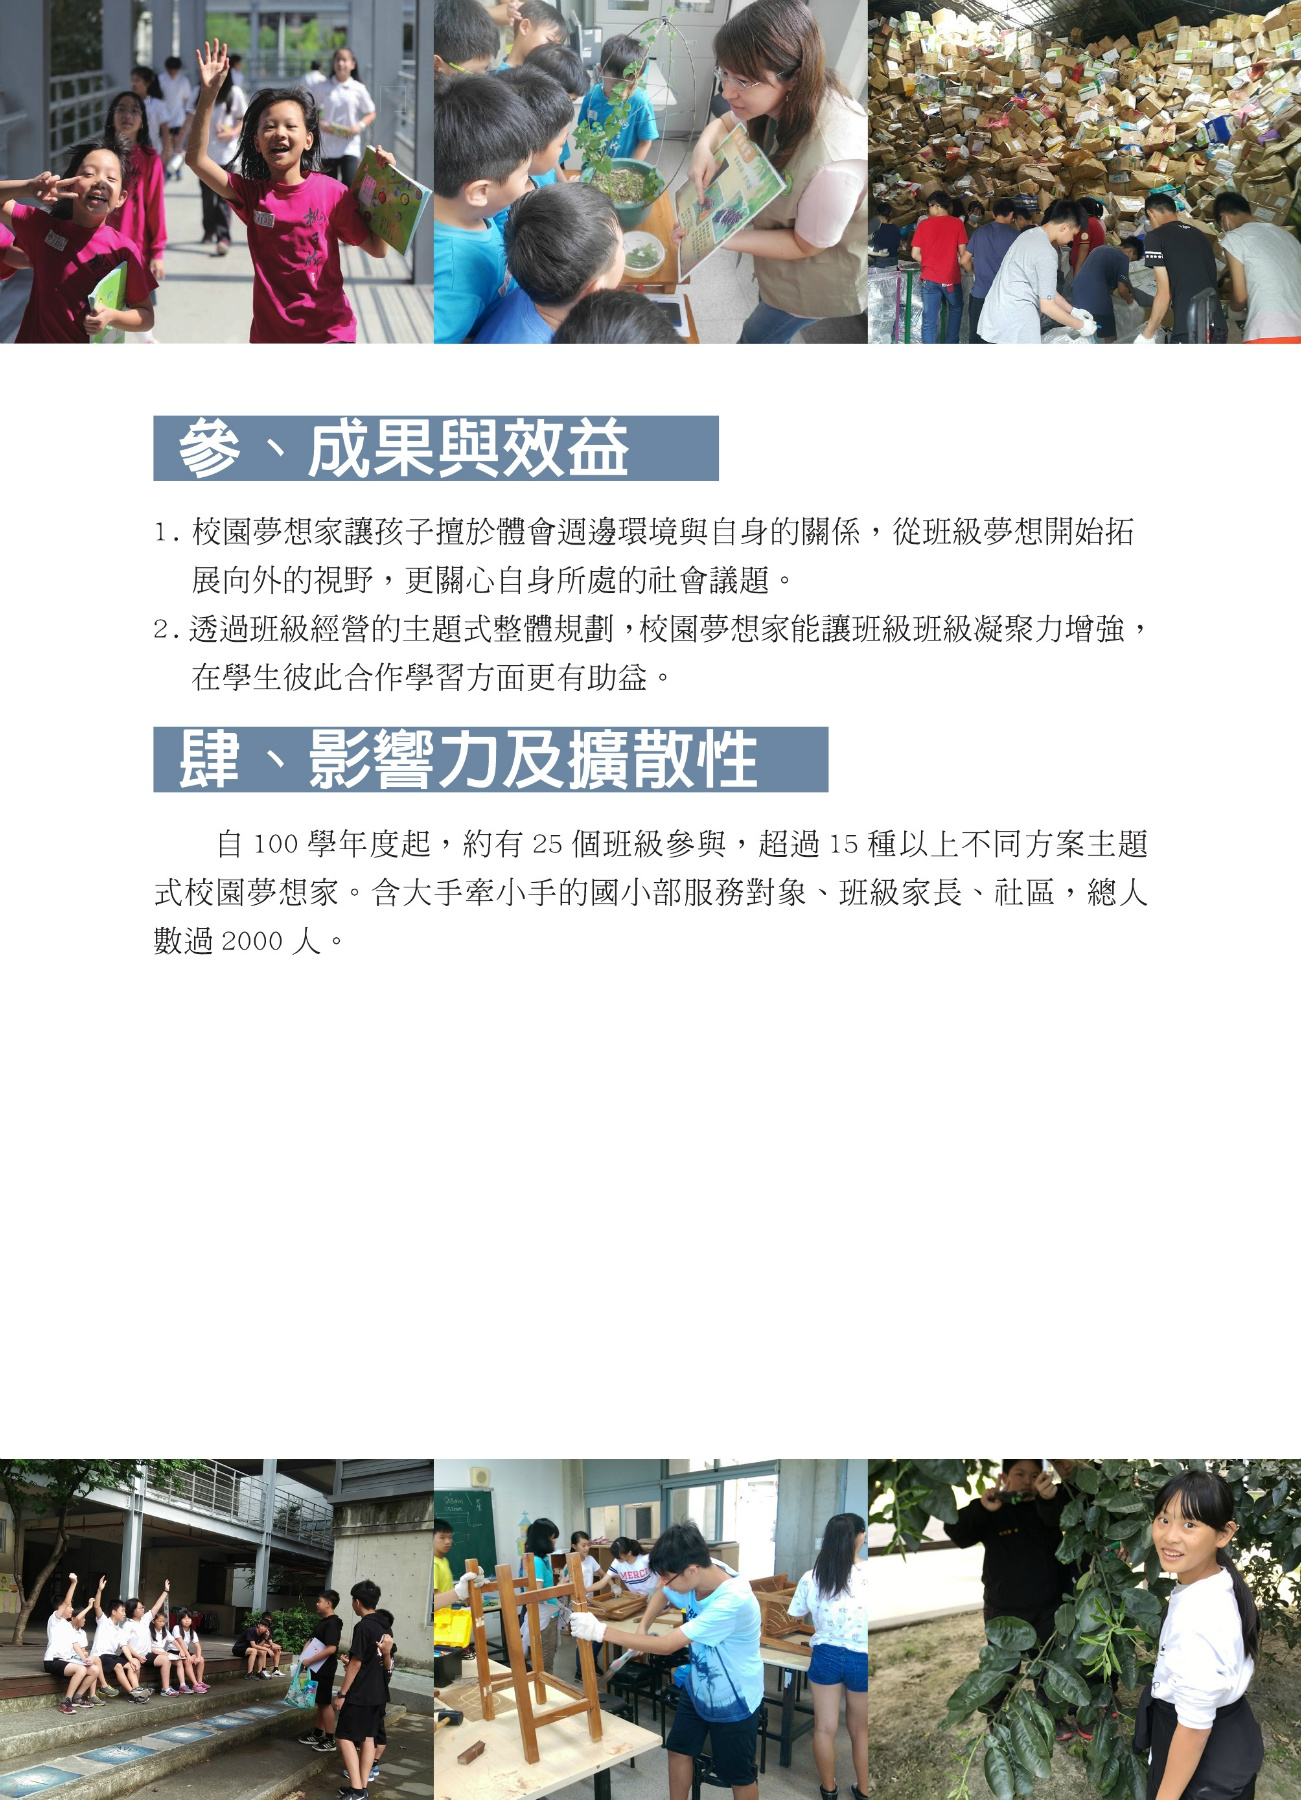 參、成果與效益
1. 校園夢想家讓孩子擅於體會週邊環境與自身的關係，從班級夢想開始拓
展向外的視野，更關心自身所處的社會議題。
2. 透過班級經營的主題式整體規劃，校園夢想家能讓班級班級凝聚力增強，
在學生彼此合作學習方面更有助益。
肆、影響力及擴散性
自 100 學年度起，約有 25 個班級參與，超過 15 種以上不同方案主題
式校園夢想家。含大手牽小手的國小部服務對象、班級家長、社區，總人
數過 2000 人。
MERCI